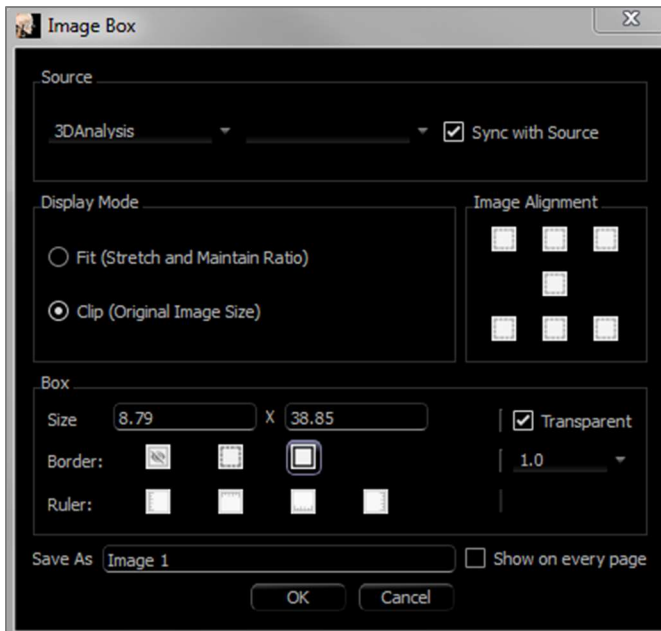 Image Box
Source
3DAnalysis
Sync with Source
Display Mode
Fit (Stretch and Maintain Ratio)
Clip (Original Image Size)
Image Alignment
Box
Size 8.79 X 38.85
Transparent
Border:
1.0
Ruler:
Save As Image 1
Show on every page
OK Cancel